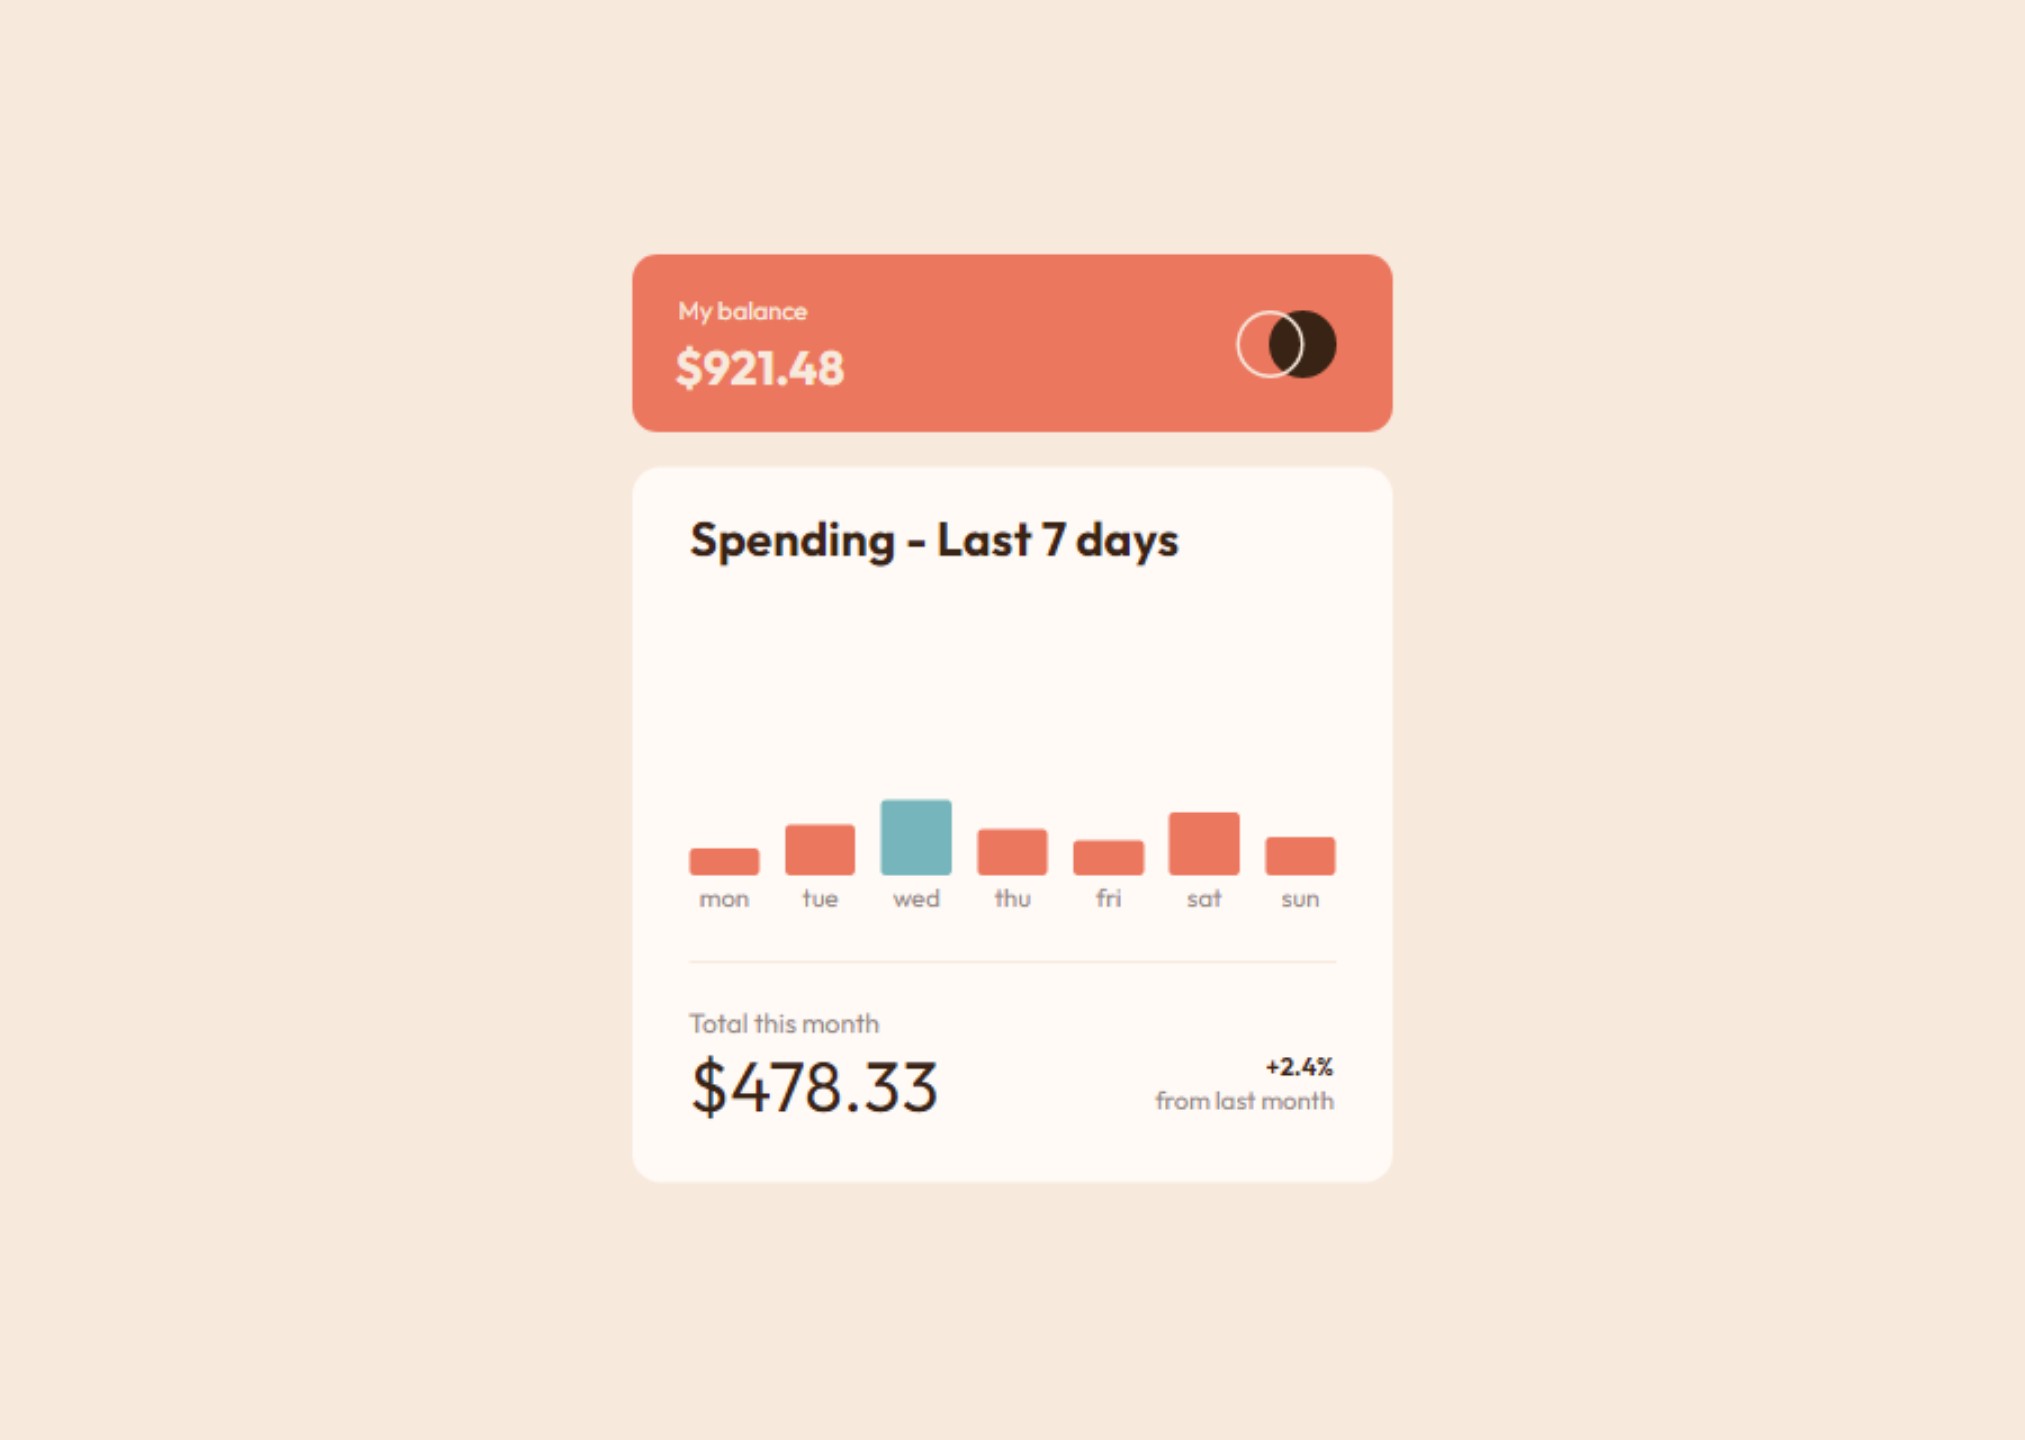 My balance
$921.48
Spending - Last 7 days
mon tue wed thu fri sat sun
Total this month
$478.33
+2.4%
from last month